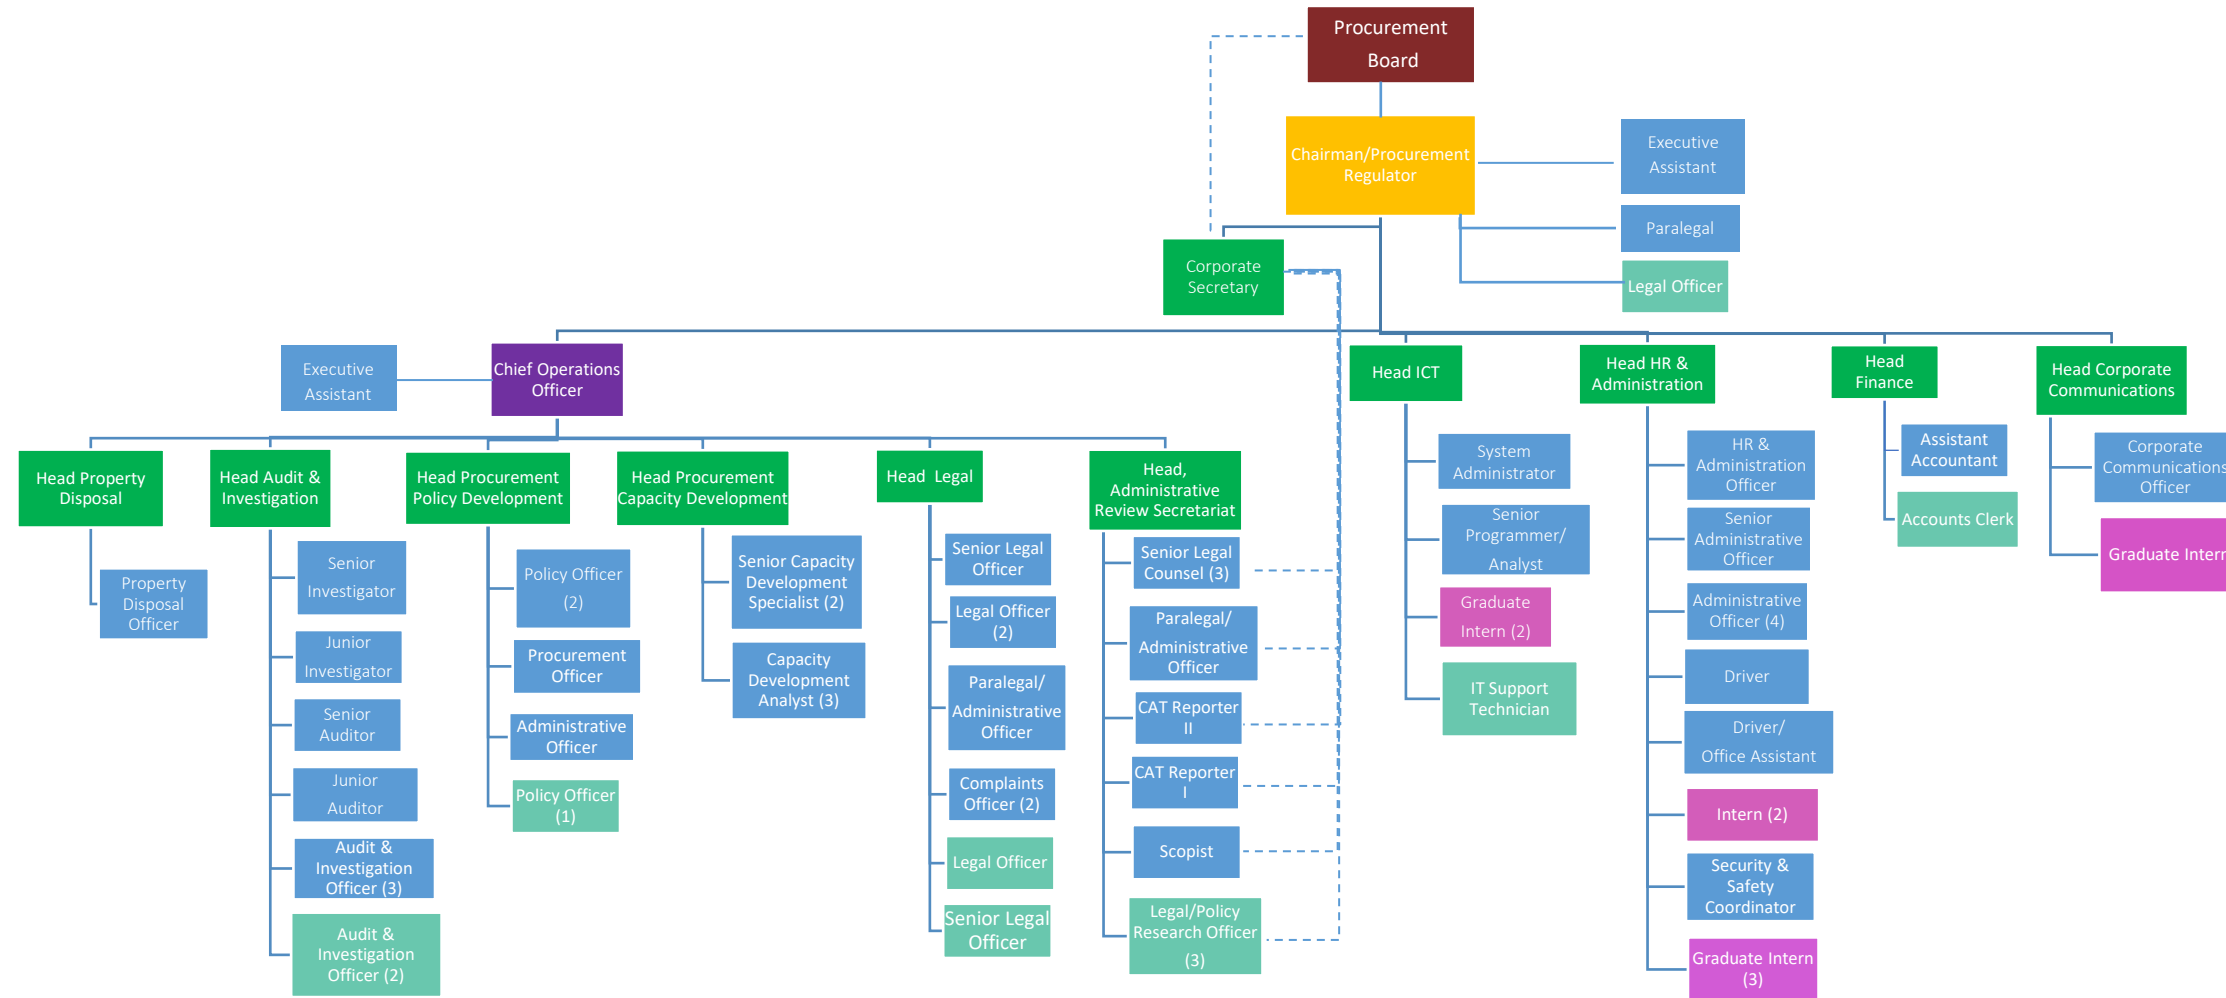 Procurement
Board
Chairman/Procurement
Regulator
Executive
Assistant
Paralegal
Legal Officer
Corporate
Secretary
Executive
Assistant
Chief Operations
Officer
Head ICT
Head HR &
Administration
Head
Finance
Head Corporate
Communications
Head Property
Disposal
Head Audit &
Investigation
Head Procurement
Policy Development
Head Procurement
Capacity Development
Head  Legal
Head,
Administrative
Review Secretariat
Property
Disposal
Officer
Senior
Investigator
Junior
Investigator
Senior
Auditor
Junior
Auditor
Audit &
Investigation
Officer (3)
Audit &
Investigation
Officer (2)
Policy Officer
(2)
Procurement
Officer
Administrative
Officer
Policy Officer
(1)
Senior Capacity
Development
Specialist (2)
Capacity
Development
Analyst (3)
Senior Legal
Officer
Legal Officer
(2)
Paralegal/
Administrative
Officer
Complaints
Officer (2)
Legal Officer
Senior Legal
Officer
Senior Legal
Counsel (3)
Paralegal/
Administrative
Officer
CAT Reporter
II
CAT Reporter
I
Scopist
Legal/Policy
Research Officer
(3)
System
Administrator
Senior
Programmer/
Analyst
Graduate
Intern (2)
IT Support
Technician
HR &
Administration
Officer
Senior
Administrative
Officer
Administrative
Officer (4)
Driver
Driver/
Office Assistant
Intern (2)
Security &
Safety
Coordinator
Graduate Intern
(3)
Assistant
Accountant
Accounts Clerk
Corporate
Communications
Officer
Graduate Intern